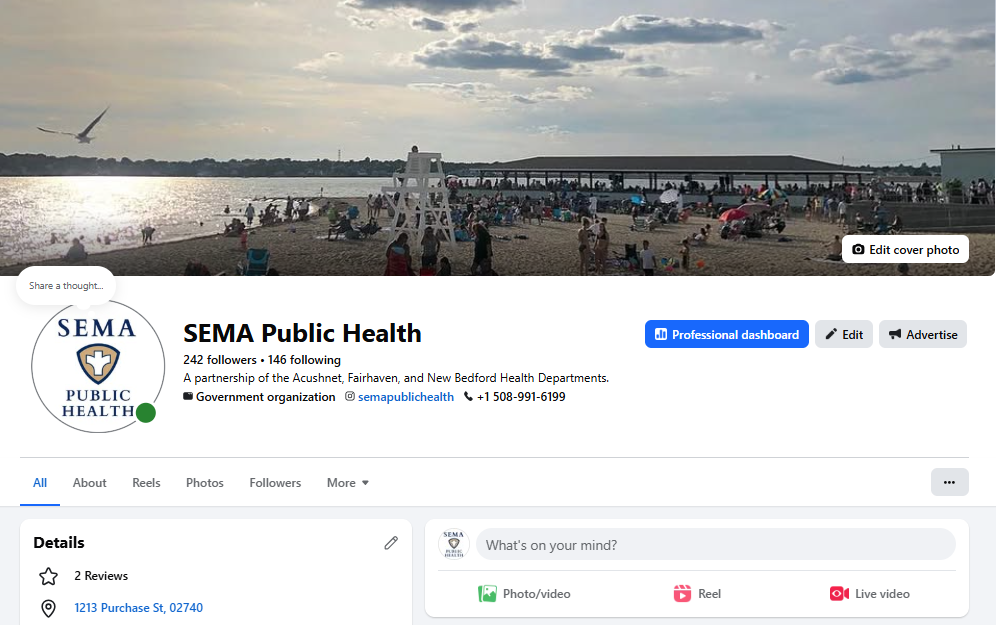 Edit cover photo
Share a thought...
SEMA
PUBLIC
HEALTH
SEMA Public Health
242 followers • 146 following
A partnership of the Acushnet, Fairhaven, and New Bedford Health Departments.
Government organization semapublichealth +1 508-991-6199
Professional dashboard
Edit
Advertise
All About Reels Photos Followers More
Details
2 Reviews
1213 Purchase St, 02740
SEMA
PUBLIC
HEALTH
What's on your mind?
Photo/video Reel Live video